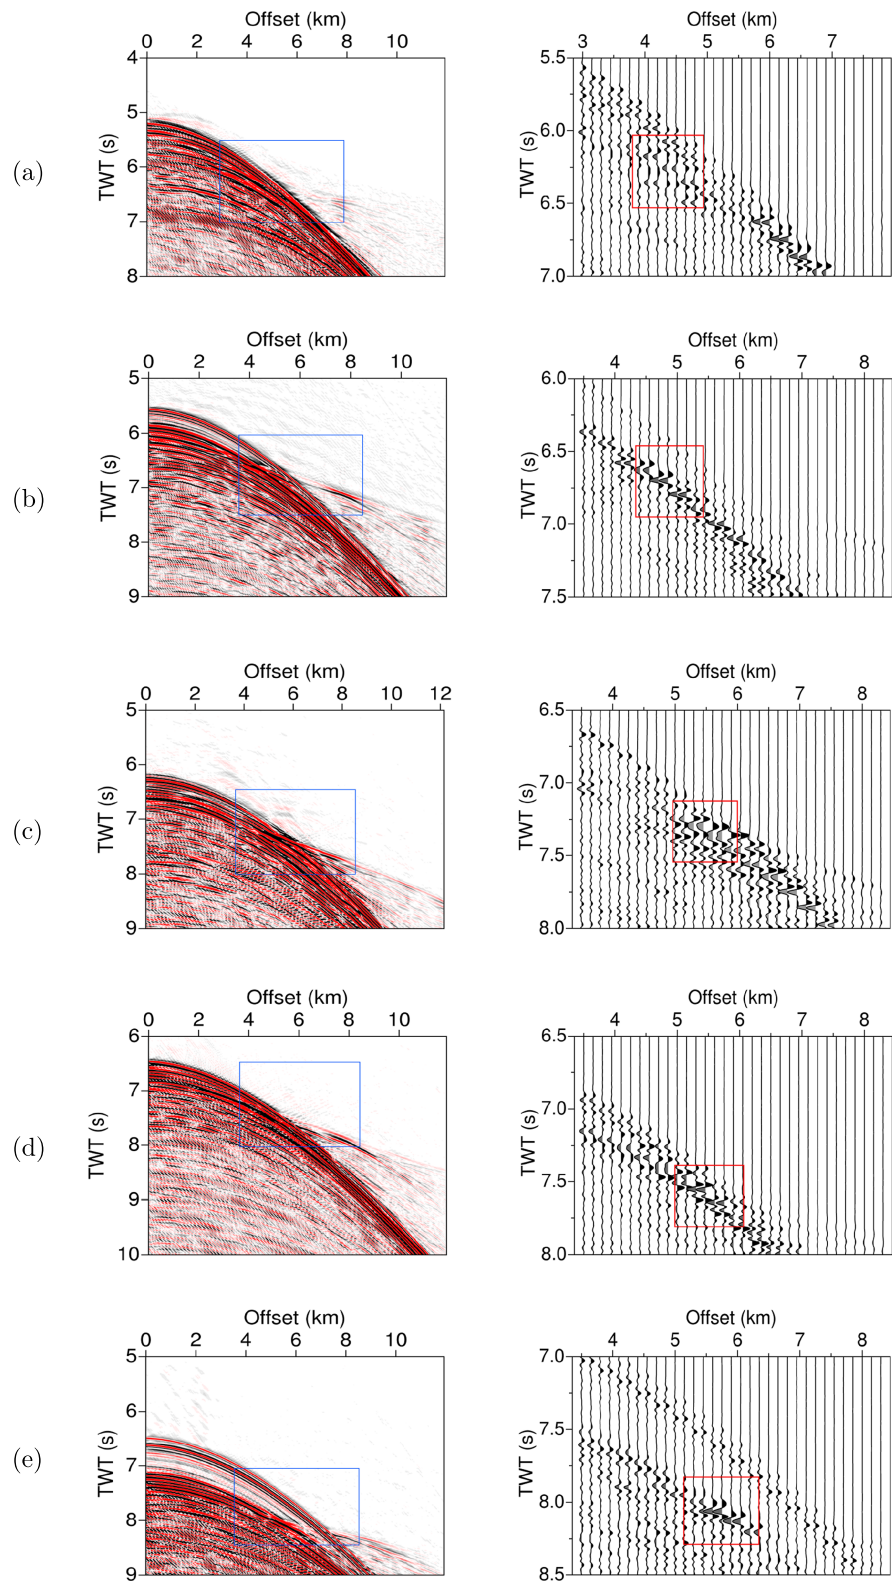 Offset (km) Offset (km)
0 2 4 6 8 10 3 4 5 6 7
4 5 6 7 8 TWT (s) 5.5 6.0 6.5 7.0 TWT (s)
(a)
Offset (km) Offset (km)
0 2 4 6 8 10 4 5 6 7 8
5 6 7 8 9 TWT (s) 6.0 6.5 7.0 7.5 TWT (s)
(b)
Offset (km) Offset (km)
0 2 4 6 8 10 12 4 5 6 7 8
5 6 7 8 9 TWT (s) 6.5 7.0 7.5 8.0 TWT (s)
(c)
Offset (km) Offset (km)
0 2 4 6 8 10 4 5 6 7 8
6 7 8 9 10 TWT (s) 6.5 7.0 7.5 8.0 TWT (s)
(d)
Offset (km) Offset (km)
0 2 4 6 8 10 4 5 6 7 8
5 6 7 8 9 TWT (s) 7.0 7.5 8.0 8.5 TWT (s)
(e)